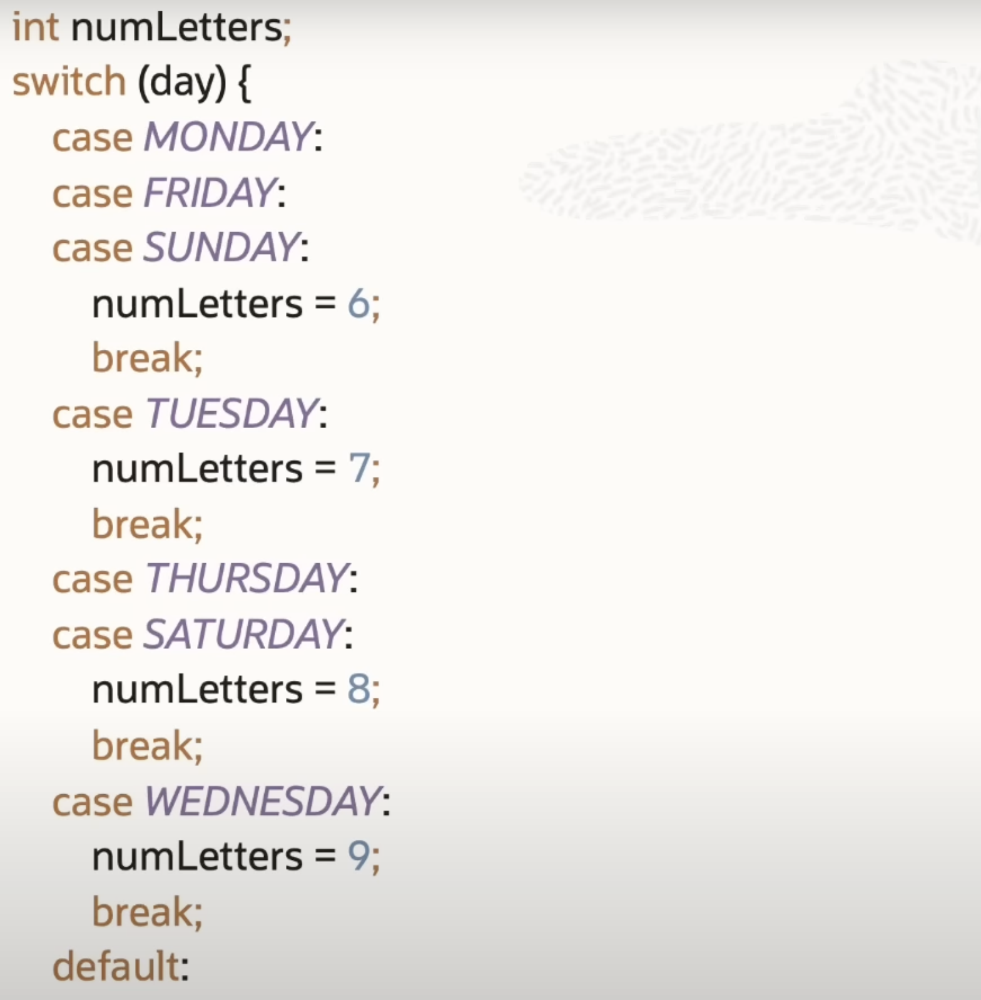 int numLetters;
switch (day) {
case MONDAY:
case FRIDAY:
case SUNDAY:
numLetters = 6;
break;
case TUESDAY:
numLetters = 7;
break;
case THURSDAY:
case SATURDAY:
numLetters = 8;
break;
case WEDNESDAY:
numLetters = 9;
break;
default: